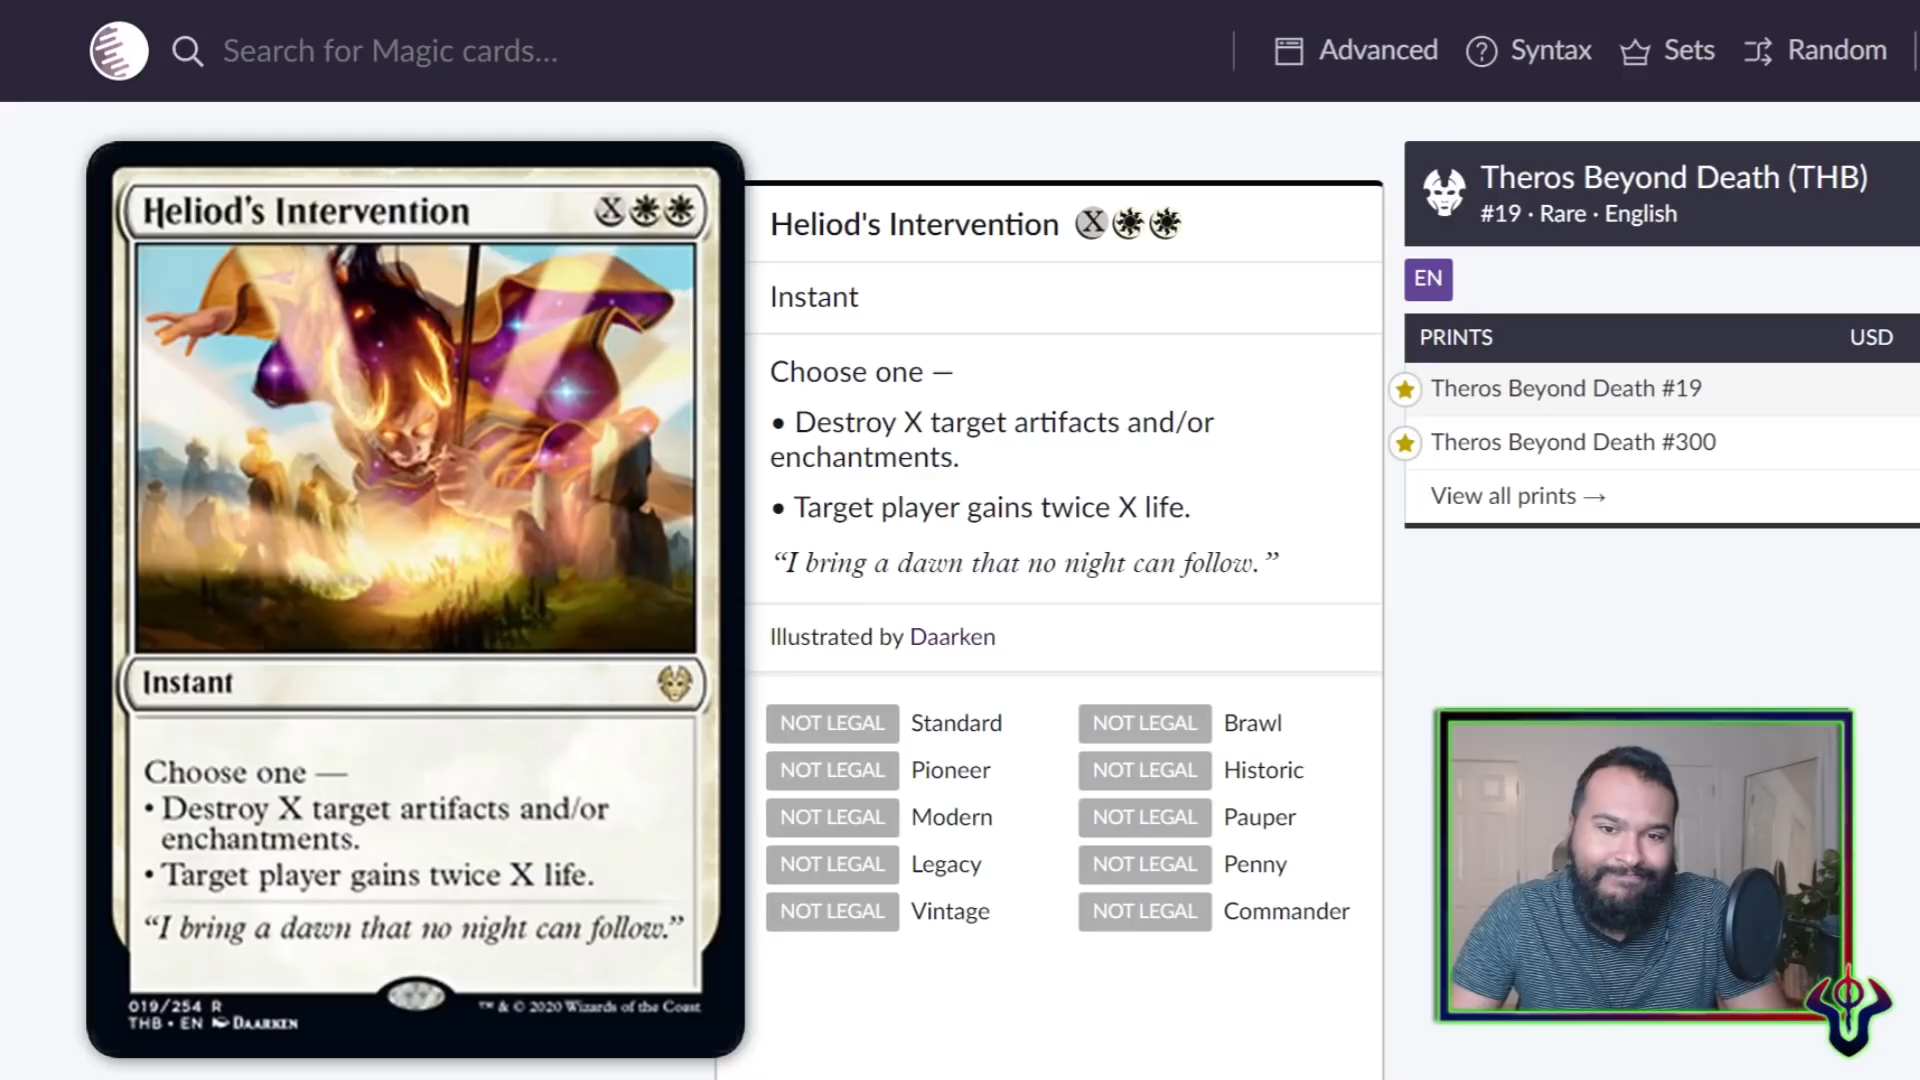 Search for Magic cards...
Advanced
Syntax
Sets
Random
Heliod's Intervention X
Instant
Choose one —
• Destroy X target artifacts and/or
enchantments.
• Target player gains twice X life.
“I bring a dawn that no night can follow.”
019/254 R
THB • EN DAARKEN
™ & © 2020 Wizards of the Coast
Heliod's Intervention X
Instant
Choose one —
• Destroy X target artifacts and/or
enchantments.
• Target player gains twice X life.
“I bring a dawn that no night can follow.”
Illustrated by Daarken
NOT LEGAL Standard NOT LEGAL Brawl
NOT LEGAL Pioneer NOT LEGAL Historic
NOT LEGAL Modern NOT LEGAL Pauper
NOT LEGAL Legacy NOT LEGAL Penny
NOT LEGAL Vintage NOT LEGAL Commander
Theros Beyond Death (THB)
#19 · Rare · English
EN
PRINTS USD
Theros Beyond Death #19
Theros Beyond Death #300
View all prints →